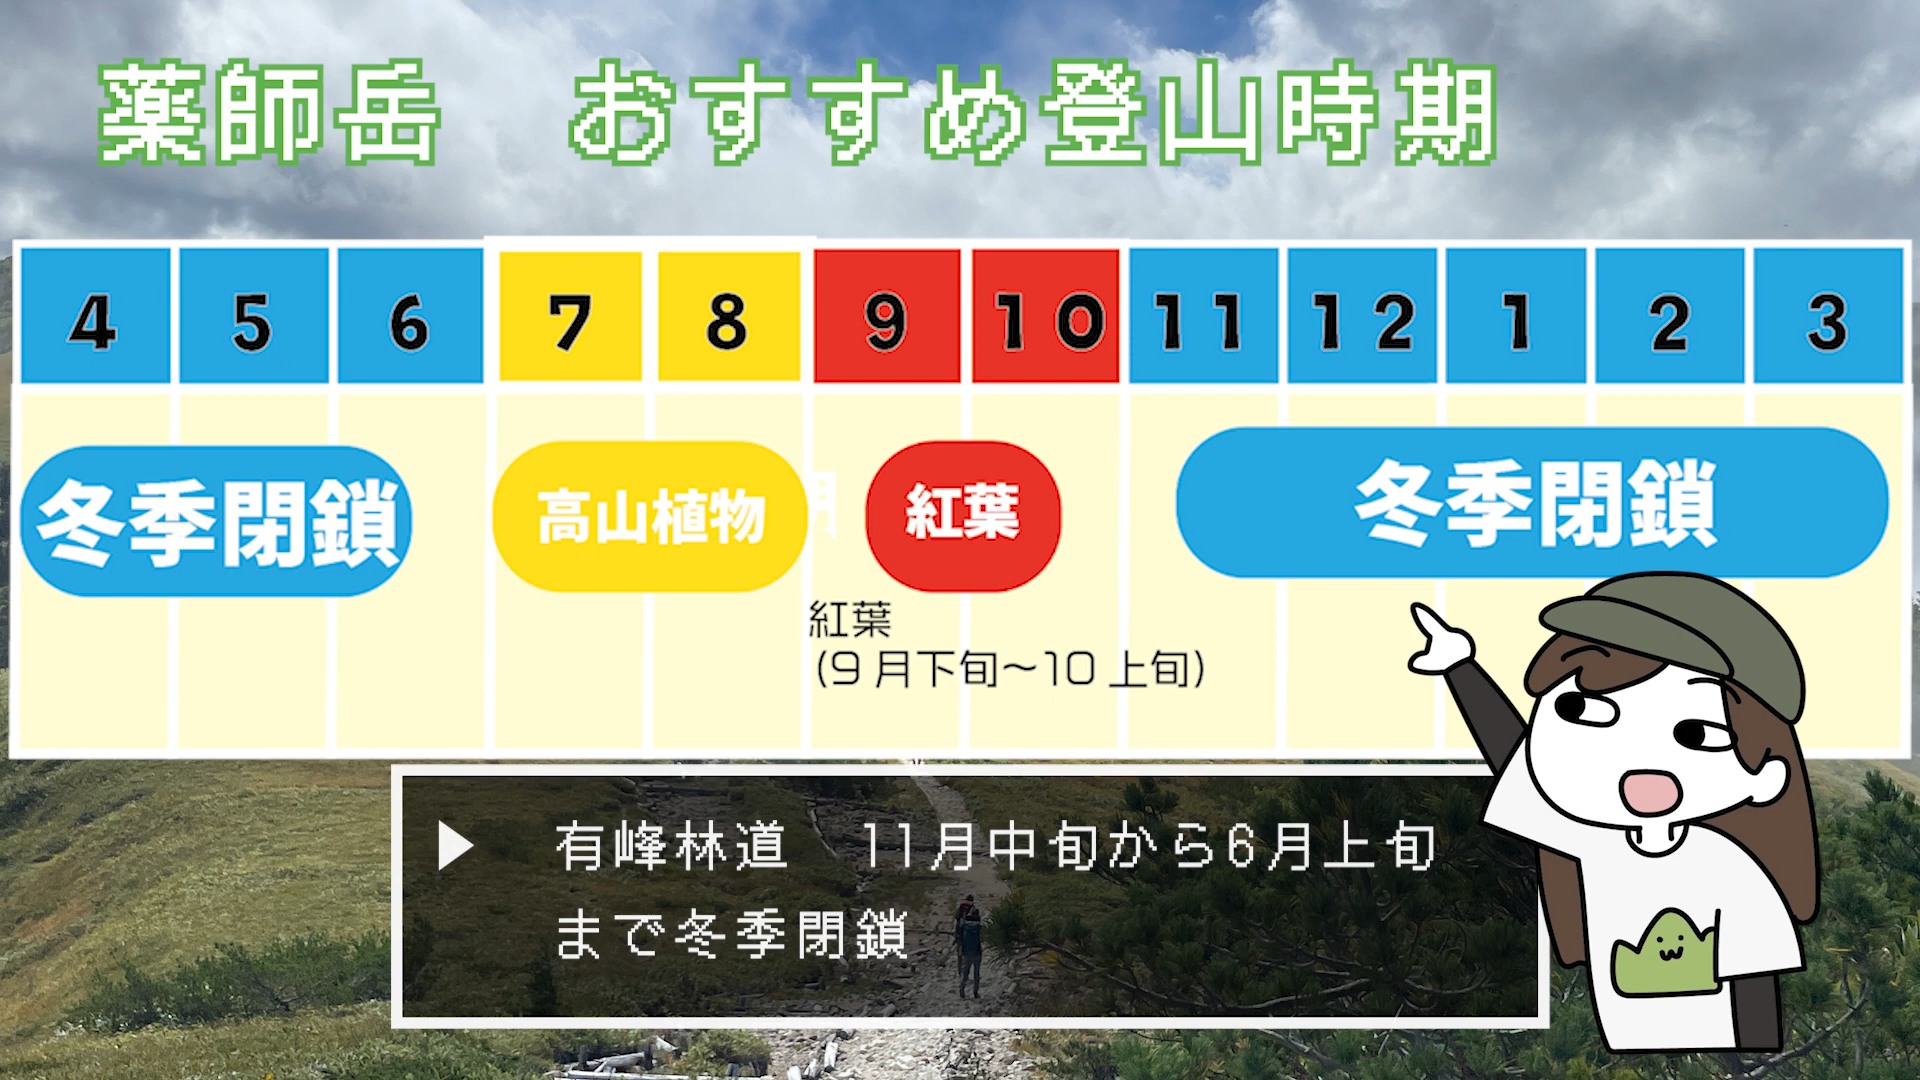 薬師岳　おすすめ登山時期
4 5 6 7 8 9 10 11 12 1 2 3
冬季閉鎖 高山植物 紅葉 冬季閉鎖
紅葉
(9月下旬～10上旬)
▶ 有峰林道　11月中旬から6月上旬
まで冬季閉鎖